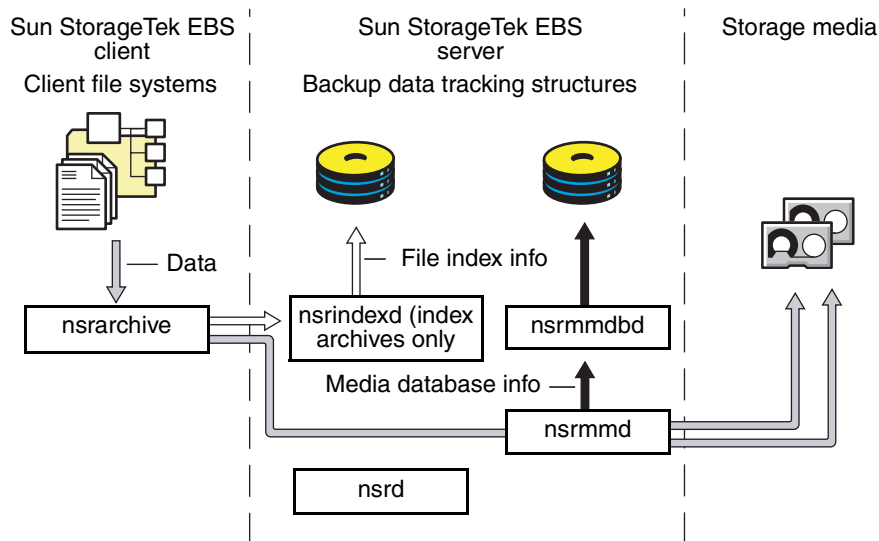 Sun StorageTek EBS
client
Client file systems
Sun StorageTek EBS
server
Backup data tracking structures
Storage media
Data
File index info
nsrarchive
nsrindexd (index
archives only
nsrmmdbd
Media database info
nsrmmd
nsrd